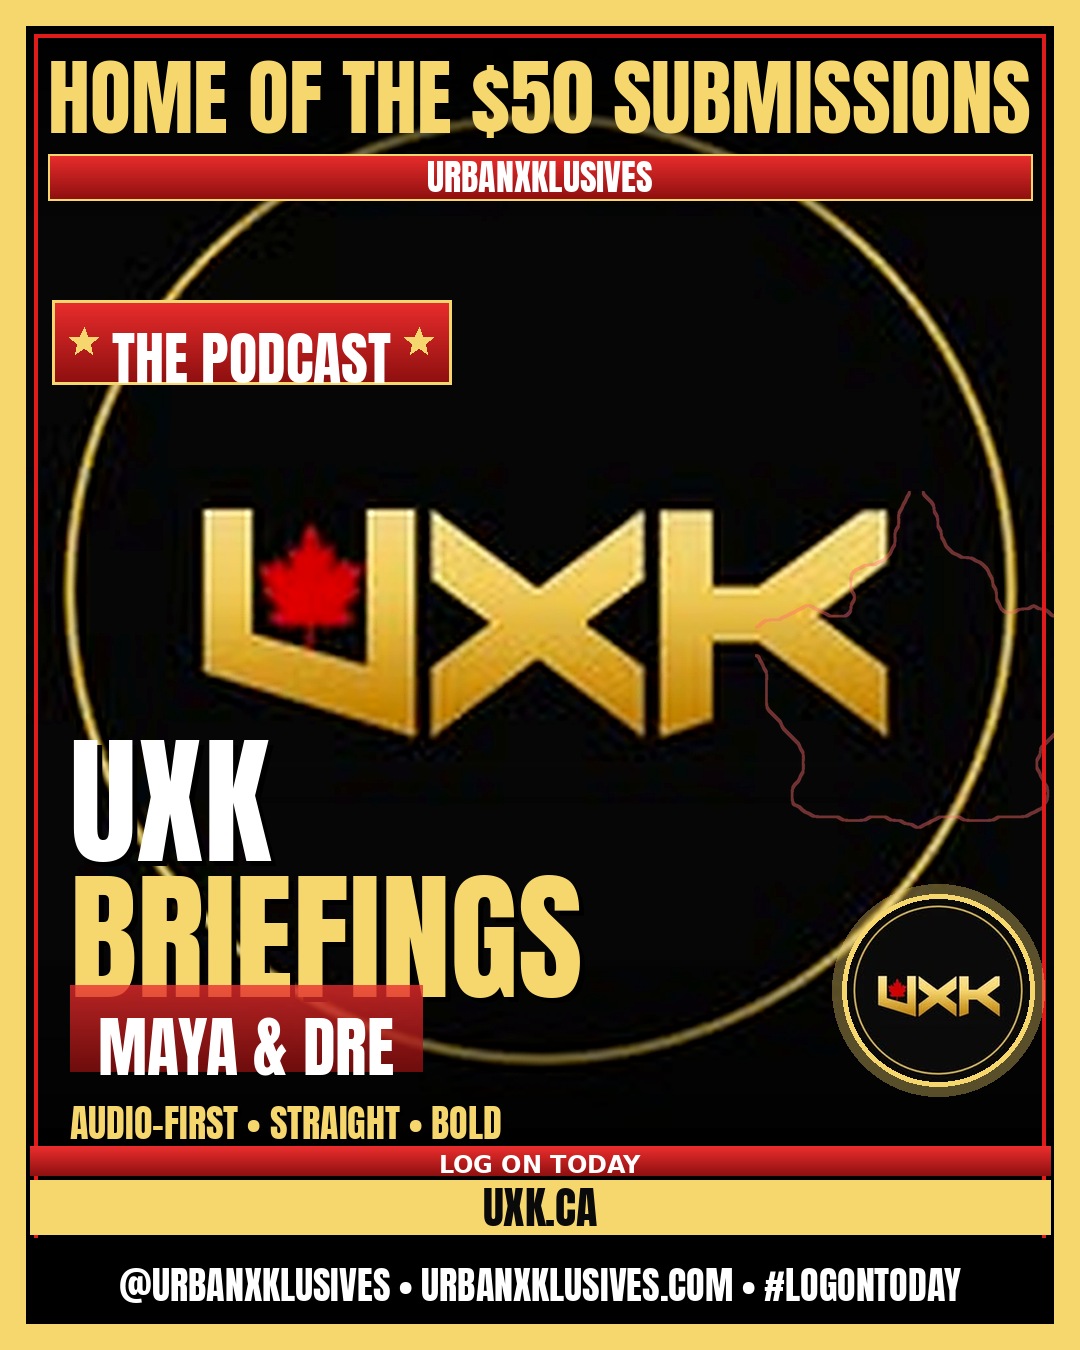 HOME OF THE $50 SUBMISSIONS
URBANXKLUSIVES
THE PODCAST
UXK
UXK
BRIEFINGS
UXK
MAYA & DRE
AUDIO-FIRST • STRAIGHT • BOLD
LOG ON TODAY
UXK.CA
@URBANXKLUSIVES • URBANXKLUSIVES.COM • #LOGONTODAY